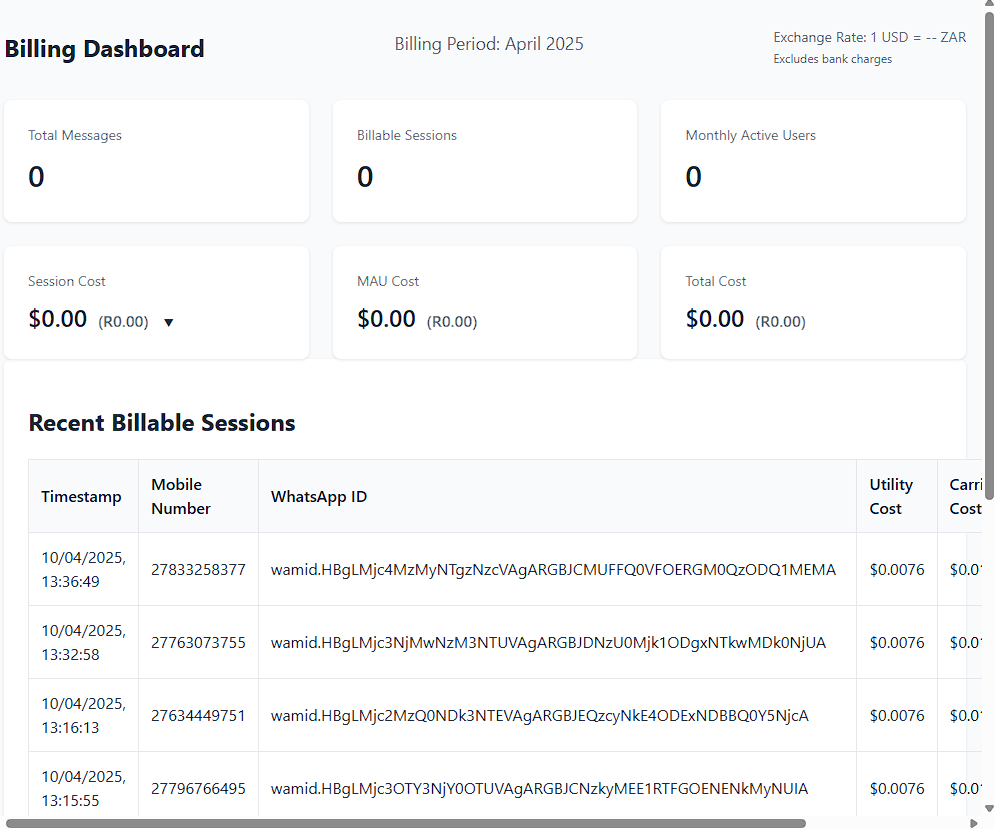 Billing Dashboard
Billing Period: April 2025
Exchange Rate: 1 USD = -- ZAR
Excludes bank charges
Total Messages
0
Billable Sessions
0
Monthly Active Users
0
Session Cost
$0.00 (R0.00) ▼
MAU Cost
$0.00 (R0.00)
Total Cost
$0.00 (R0.00)
Recent Billable Sessions
Timestamp
Mobile
Number
WhatsApp ID
Utility
Cost
Carri
Cost
10/04/2025,
13:36:49
27833258377
wamid.HBgLMjc4MzMyNTgzNzcVAgARGBJCMUFFQ0VFOERGM0QzODQ1MEMA
$0.0076
$0.01
10/04/2025,
13:32:58
27763073755
wamid.HBgLMjc3NjMwNzM3NTUVAgARGBJDNzU0Mjk1ODgxNTkwMDk0NjUA
$0.0076
$0.01
10/04/2025,
13:16:13
27634449751
wamid.HBgLMjc2MzQ0NDk3NTEVAgARGBJEQzcyNkE4ODExNDBBQ0Y5NjcA
$0.0076
$0.01
10/04/2025,
13:15:55
27796766495
wamid.HBgLMjc3OTY3NjY0OTUVAgARGBJCNzkyMEE1RTFGOENENkMyNUIA
$0.0076
$0.01